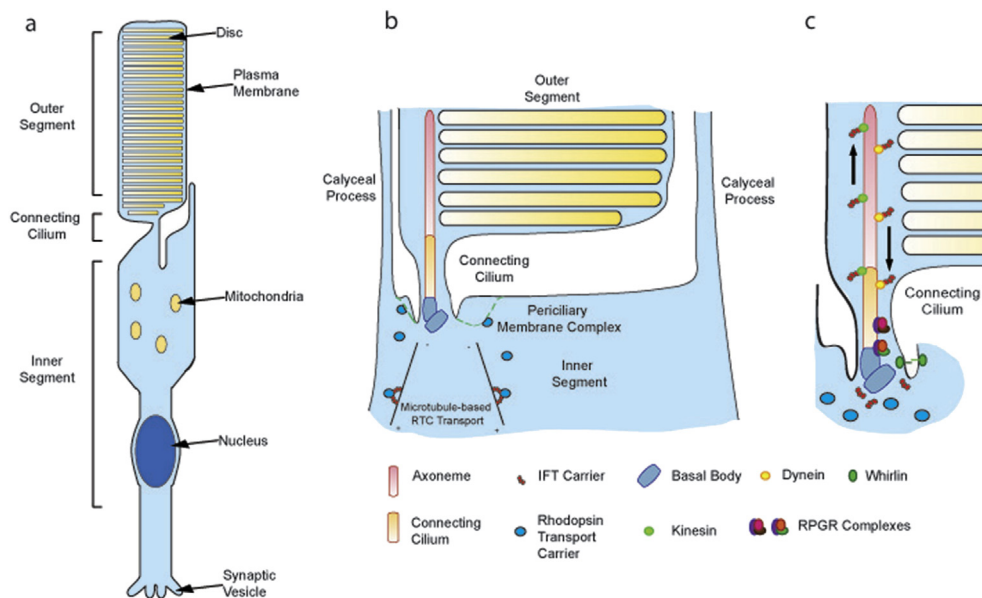 a
Disc
Plasma
Membrane
Outer
Segment
Connecting
Cilium
Mitochondria
Inner
Segment
Nucleus
Synaptic
Vesicle
b
Outer
Segment
Calyceal
Process
Calyceal
Process
Connecting
Cilium
Periciliary
Membrane Complex
Inner
Segment
- -
Microtubule-based
RTC Transport
+ +
c
Connecting
Cilium
Axoneme
IFT Carrier
Basal Body
Dynein
Whirlin
Connecting
Cilium
Rhodopsin
Transport
Carrier
Kinesin
RPGR Complexes